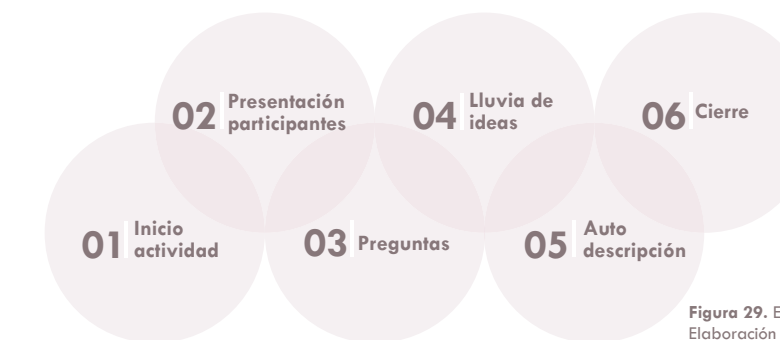 01 Inicio
actividad
02 Presentación
participantes
03 Preguntas
04 Lluvia de
ideas
05 Auto
descripción
06 Cierre
Figura 29. E
Elaboración